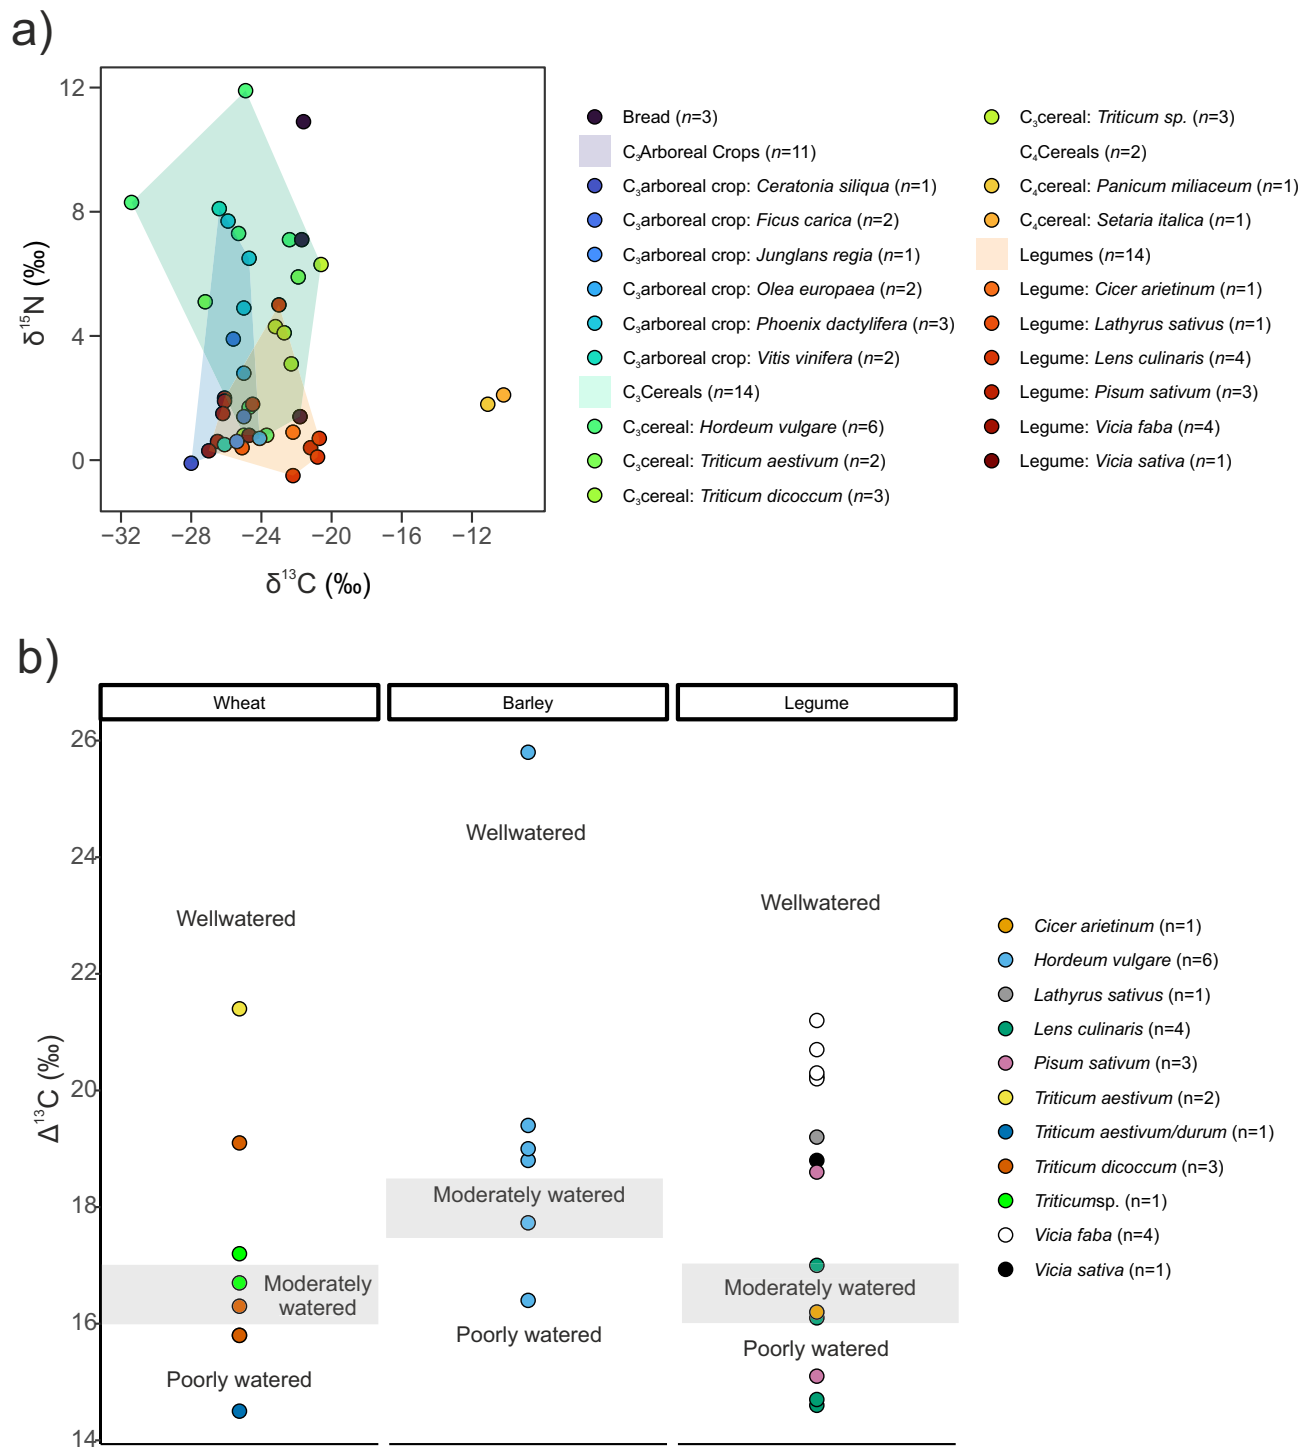 a)
12
8
4
0
δ15N (‰)
−32
−28
−24
−20
−16
−12
δ13C (‰)
Bread (n=3)
C3Arboreal Crops (n=11)
C3arboreal crop: Ceratonia siliqua (n=1)
C3arboreal crop: Ficus carica (n=2)
C3arboreal crop: Junglans regia (n=1)
C3arboreal crop: Olea europaea (n=2)
C3arboreal crop: Phoenix dactylifera (n=3)
C3arboreal crop: Vitis vinifera (n=2)
C3Cereals (n=14)
C3cereal: Hordeum vulgare (n=6)
C3cereal: Triticum aestivum (n=2)
C3cereal: Triticum dicoccum (n=3)
C3cereal: Triticum sp. (n=3)
C4Cereals (n=2)
C4cereal: Panicum miliaceum (n=1)
C4cereal: Setaria italica (n=1)
Legumes (n=14)
Legume: Cicer arietinum (n=1)
Legume: Lathyrus sativus (n=1)
Legume: Lens culinaris (n=4)
Legume: Pisum sativum (n=3)
Legume: Vicia faba (n=4)
Legume: Vicia sativa (n=1)
b)
Wheat
Barley
Legume
26
24
22
20
18
16
14
Δ13C (‰)
Wellwatered
Moderately
watered
Poorly watered
Wellwatered
Moderately watered
Poorly watered
Wellwatered
Moderately watered
Poorly watered
Cicer arietinum (n=1)
Hordeum vulgare (n=6)
Lathyrus sativus (n=1)
Lens culinaris (n=4)
Pisum sativum (n=3)
Triticum aestivum (n=2)
Triticum aestivum/durum (n=1)
Triticum dicoccum (n=3)
Triticumsp. (n=1)
Vicia faba (n=4)
Vicia sativa (n=1)